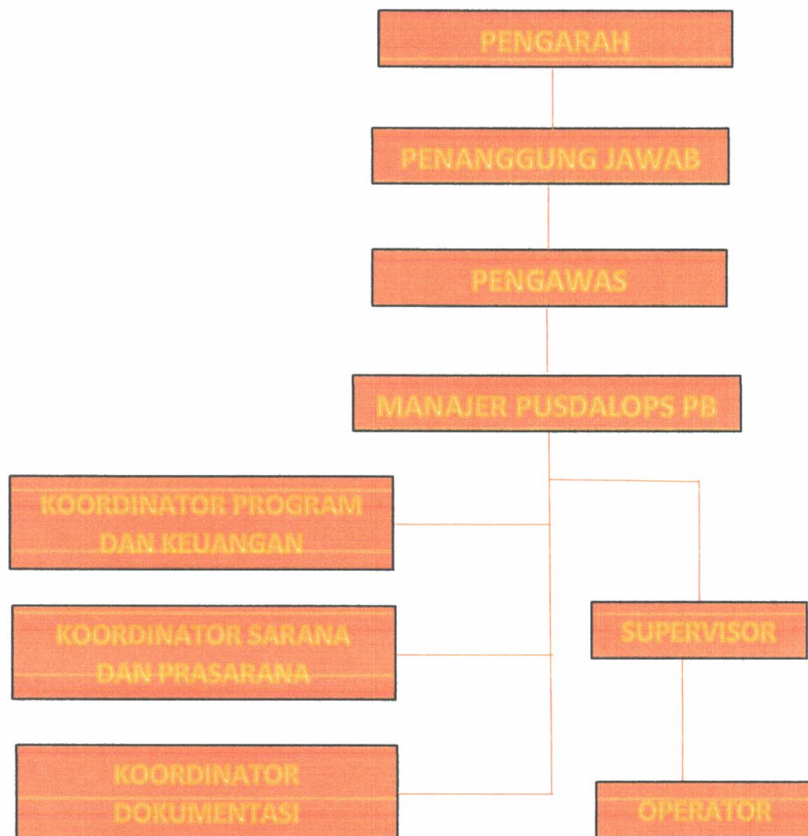 PENGARAH
PENANGGUNG JAWAB
PENGAWAS
MANAJER PUSDALOPS PB
KOORDINATOR PROGRAM
DAN KEUANGAN
KOORDINATOR SARANA
DAN PRASARANA
SUPERVISOR
KOORDINATOR
DOKUMENTASI
OPERATOR